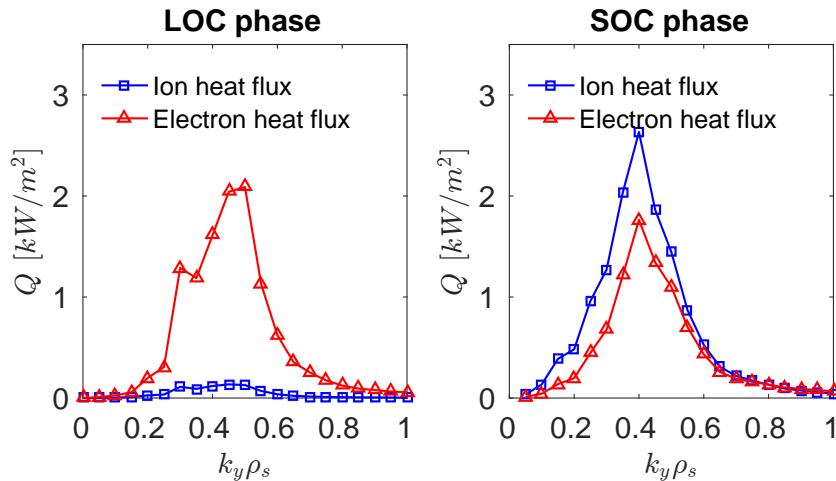 LOC phase
Ion heat flux
Electron heat flux
3
2
1
0
0
0.2
0.4
0.6
0.8
1
Q [kW/m²]
k_yρ_s
SOC phase
Ion heat flux
Electron heat flux
3
2
1
0
0
0.2
0.4
0.6
0.8
1
Q [kW/m²]
k_yρ_s